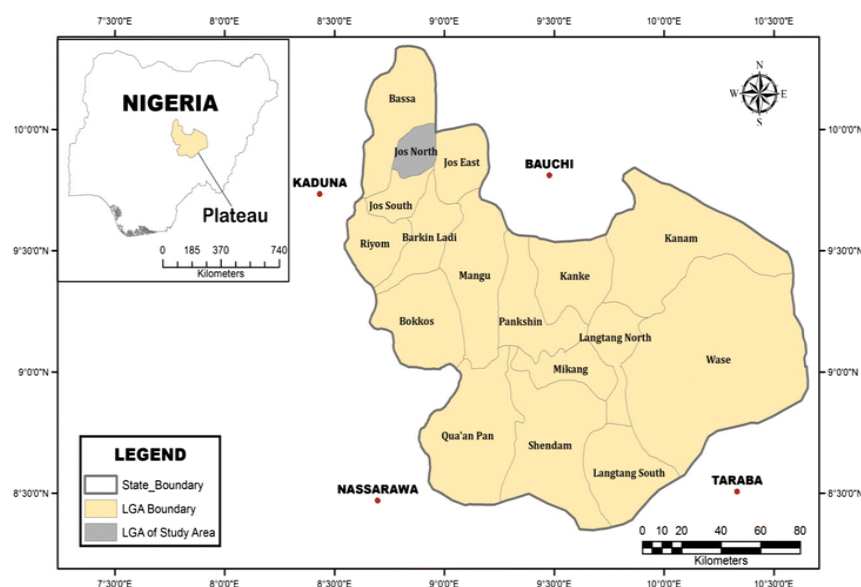 7°30'0"E 8°0'0"E 8°30'0"E 9°0'0"E 9°30'0"E 10°0'0"E 10°30'0"E
NIGERIA
Plateau
0 185 370 740
Kilometers
N
W E
S
10°0'0"N 10°0'0"N
9°30'0"N 9°30'0"N
9°0'0"N 9°0'0"N
8°30'0"N 8°30'0"N
Bassa
Jos North
Jos East
BAUCHI
KADUNA
Jos South
Riyom
Barkin Ladi
Kanam
Mangu
Kanke
Bokkos
Pankshin
Langtang North
Mikang
Wase
Qua'an Pan
Shendam
Langtang South
NASSARAWA
TARABA
LEGEND
State_Boundary
LGA Boundary
LGA of Study Area
0 5 10 20 40 60 80
Kilometers
7°30'0"E 8°0'0"E 8°30'0"E 9°0'0"E 9°30'0"E 10°0'0"E 10°30'0"E